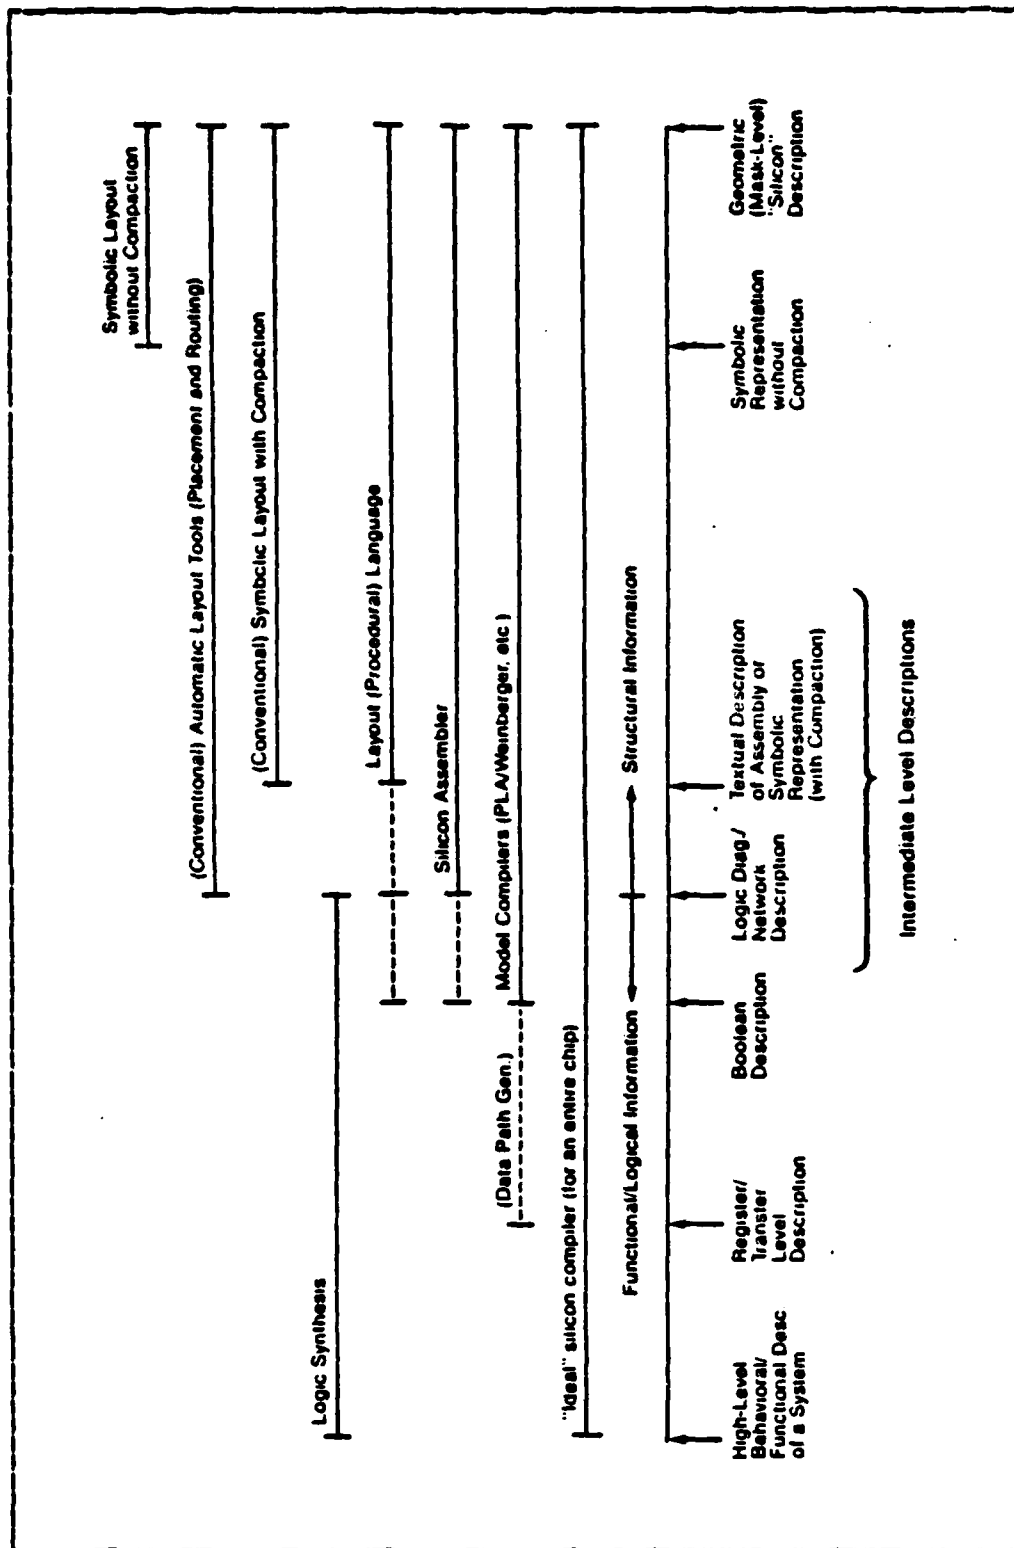 Symbolic Layout
without Compaction
(Conventional) Automatic Layout Tools (Placement and Routing)
(Conventional) Symbolic Layout with Compaction
Logic Synthesis
Layout (Procedural) Language
Silicon Assembler
(Data Path Gen.)
Model Compilers (PLA/Weinberger, etc )
"Ideal" silicon compiler (for an entire chip)
Functional/Logical Information
Structural Information
High-Level
Behavioral/
Functional Desc
of a System
Register/
Transfer
Level
Description
Boolean
Description
Logic Diag./
Network
Description
Textual Description
of Assembly or
Symbolic
Representation
(with Compaction)
Symbolic
Representation
without
Compaction
Geometric
(Mask-Level)
"Silicon"
Description
Intermediate Level Descriptions